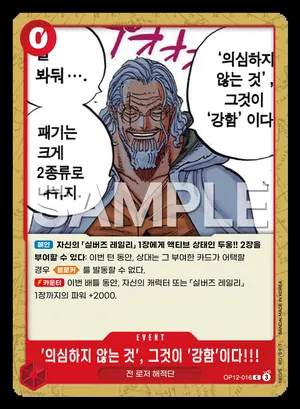 0
봐둬….
패기는
크게
2종류로
'의심하지
않는 것',
그것이
'강함'이다
SAMPLE
메인 자신의 「실버즈 레일리」 1장에게 액티브 상태인 두웅!! 2장을
부여할 수 있다: 이번 턴 동안, 상대는 그 부여한 카드가 어택할
경우 블로커 를 발동할 수 없다.
카운터 이번 배틀 동안, 자신의 캐릭터 또는 「실버즈 레일리」
1장까지의 파워 +2000.
EVENT
'의심하지 않는 것', 그것이 '강함'이다!!!
전 로저 해적단
OP12-016